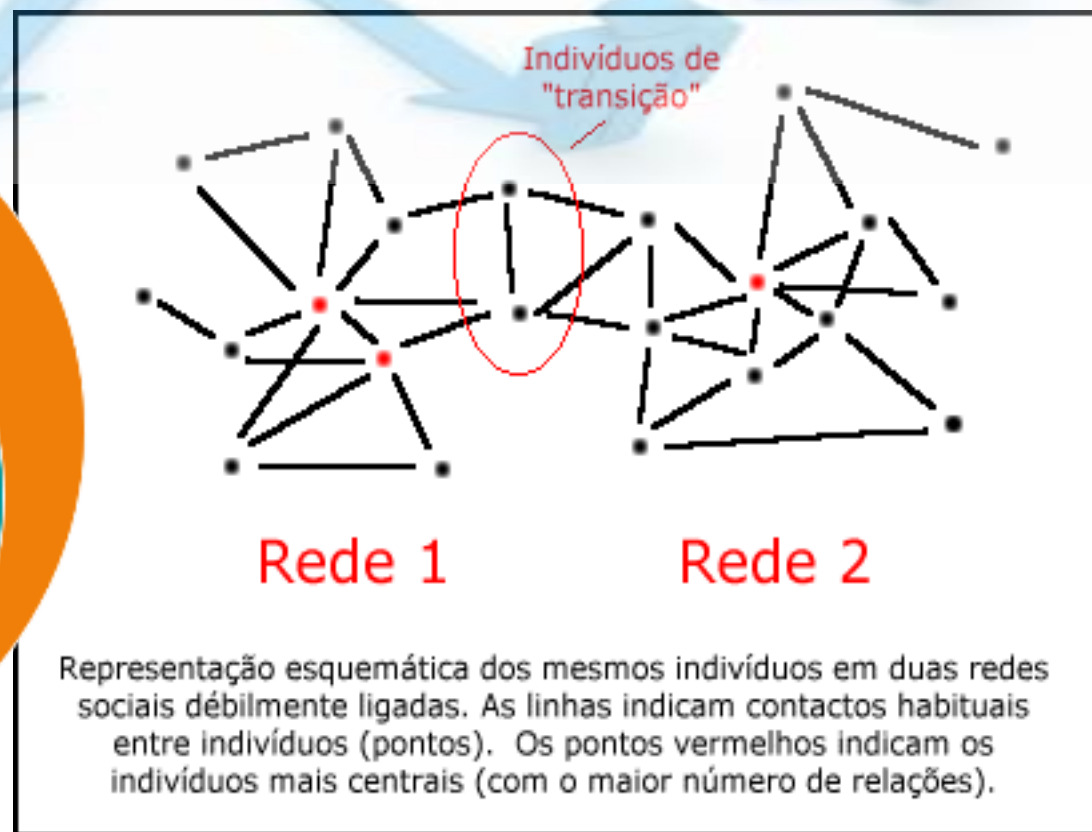 Indivíduos de
"transição"
Rede 1
Rede 2
Representação esquemática dos mesmos indivíduos em duas redes
sociais débilmente ligadas. As linhas indicam contactos habituais
entre indivíduos (pontos).  Os pontos vermelhos indicam os
indivíduos mais centrais (com o maior número de relações).